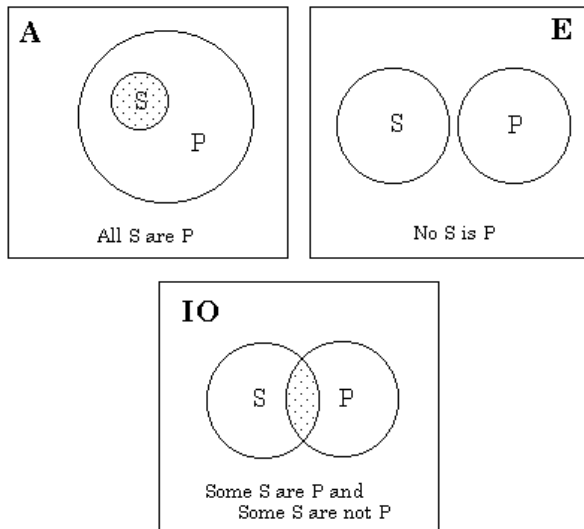 A
S
P
All S are P
E
S
P
No S is P
IO
S
P
Some S are P and
Some S are not P